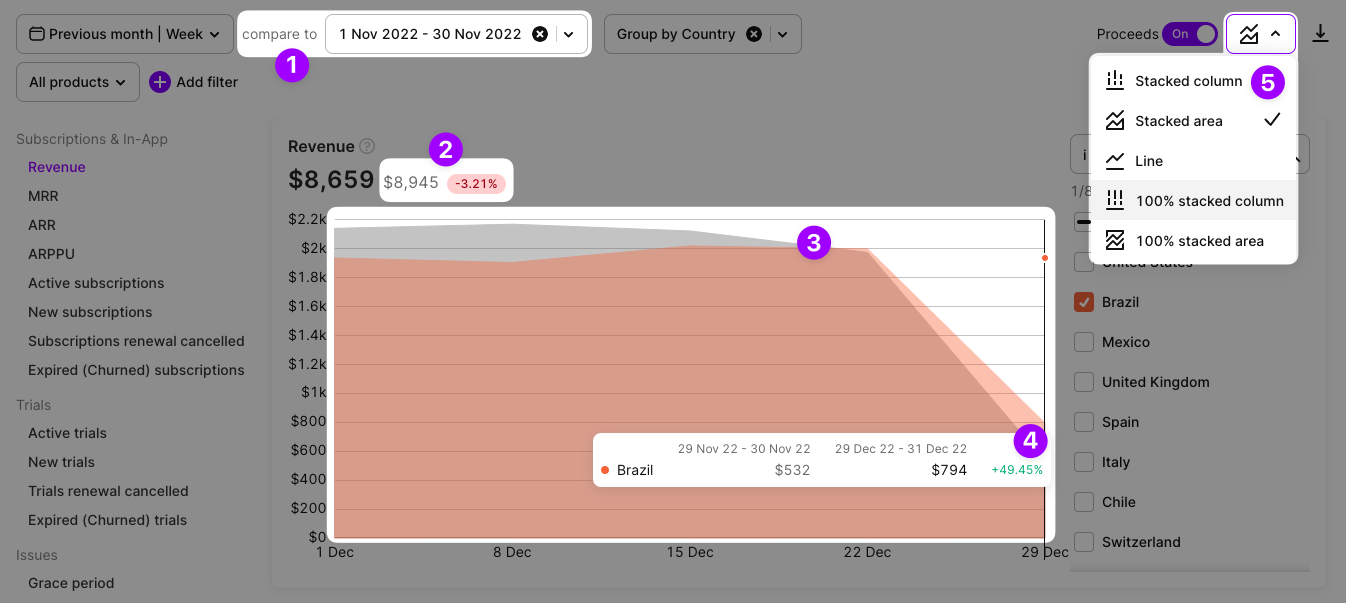 Previous month | Week
compare to
1 Nov 2022 - 30 Nov 2022
Group by Country
Proceeds
On
1
All products
Add filter
Stacked column
5
Stacked area
Line
100% stacked column
100% stacked area
Subscriptions & In-App
Revenue
MRR
ARR
ARPPU
Active subscriptions
New subscriptions
Subscriptions renewal cancelled
Expired (Churned) subscriptions
Trials
Active trials
New trials
Trials renewal cancelled
Expired (Churned) trials
Issues
Grace period
Revenue ?
2
$8,659
$8,945
-3.21%
$2.2k
$2k
$1.8k
$1.6k
$1.4k
$1.2k
$1k
$800
$600
$400
$200
$0
3
4
29 Nov 22 - 30 Nov 22
29 Dec 22 - 31 Dec 22
Brazil
$532
$794
+49.45%
1 Dec
8 Dec
15 Dec
22 Dec
29 Dec
1/8
United States
Brazil
Mexico
United Kingdom
Spain
Italy
Chile
Switzerland